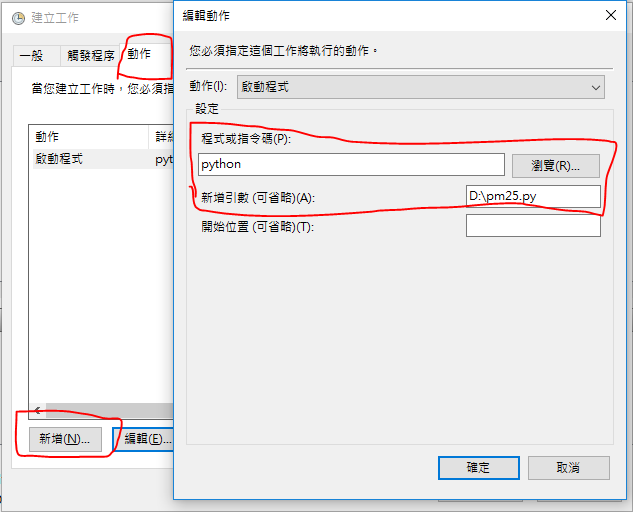 建立工作
一般
觸發程序
動作
當您建立工作時，您必須指
動作
詳細
啟動程式
pyt
新增(N)...
編輯(E)...
編輯動作
您必須指定這個工作將執行的動作。
動作(I):
啟動程式
設定
程式或指令碼(P):
python
瀏覽(R)...
新增引數 (可省略)(A):
D:\pm25.py
開始位置 (可省略)(T):
確定
取消